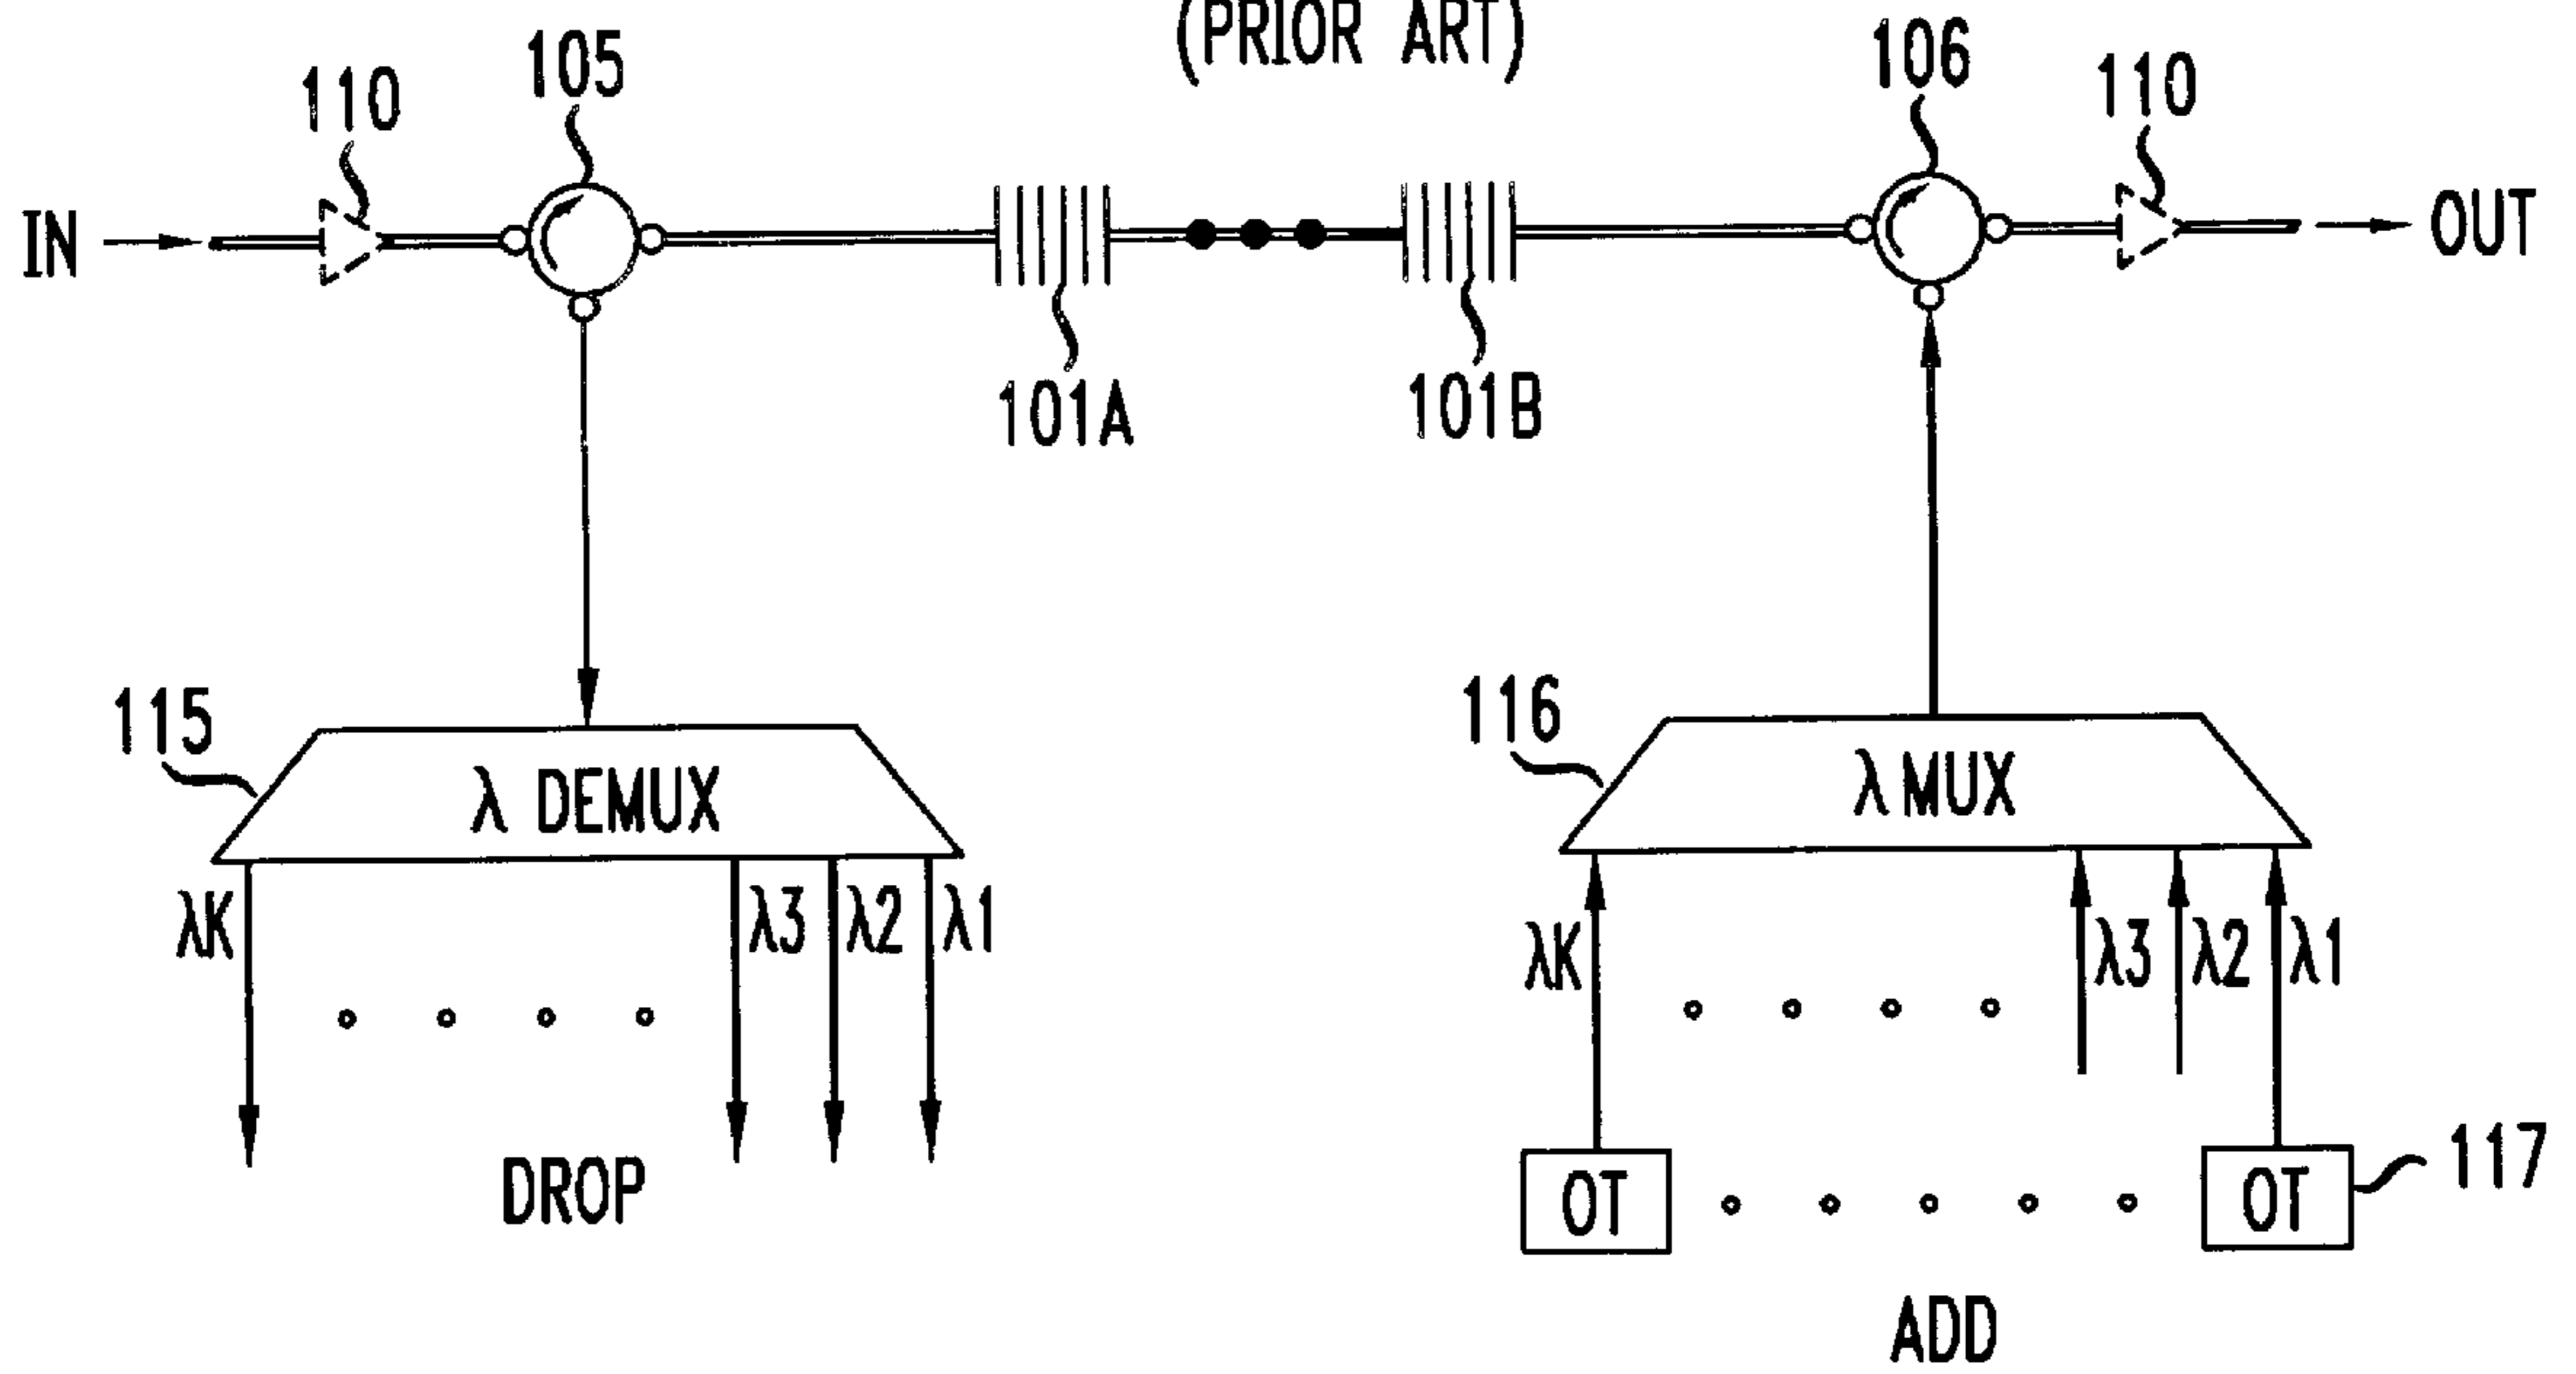 (PRIOR ART)
110
105
106
110
IN
OUT
101A
101B
115
116
λ DEMUX
λ MUX
λK
λ3
λ2
λ1
λK
λ3
λ2
λ1
DROP
OT
OT
117
ADD